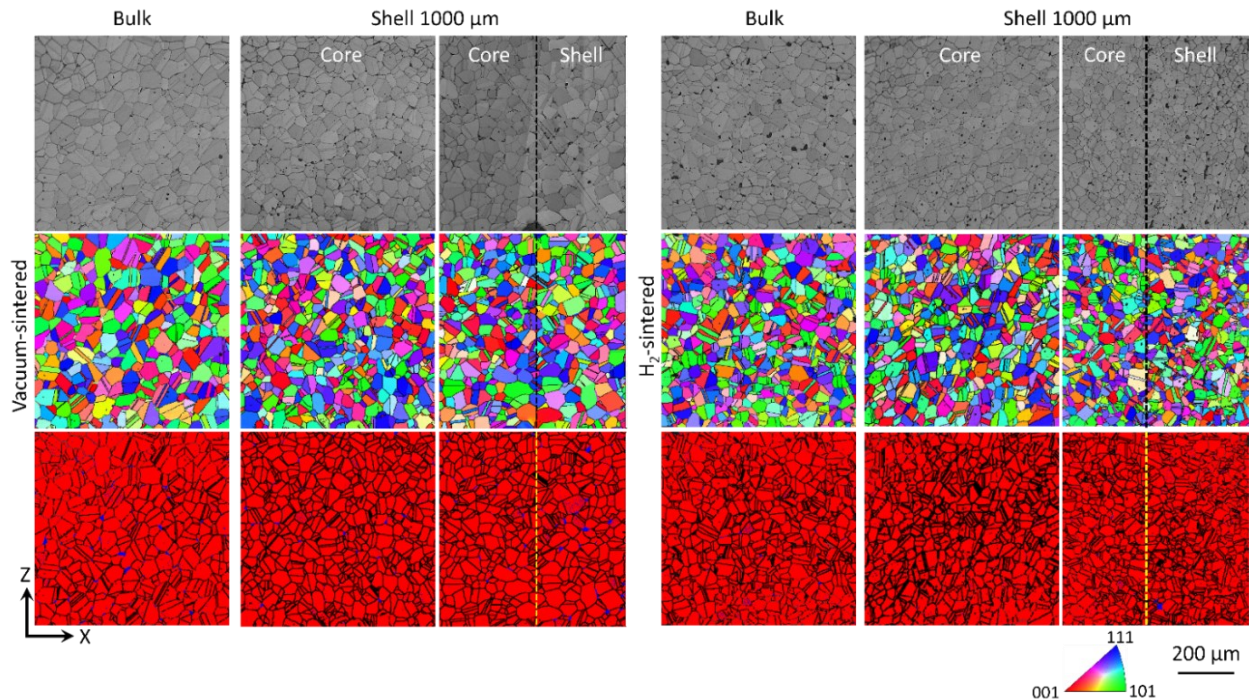 Bulk
Shell 1000 µm
Bulk
Shell 1000 µm
Core
Core
Shell
Core
Core
Shell
Vacuum-sintered
H₂-sintered
Z
X
111
001
101
200 µm